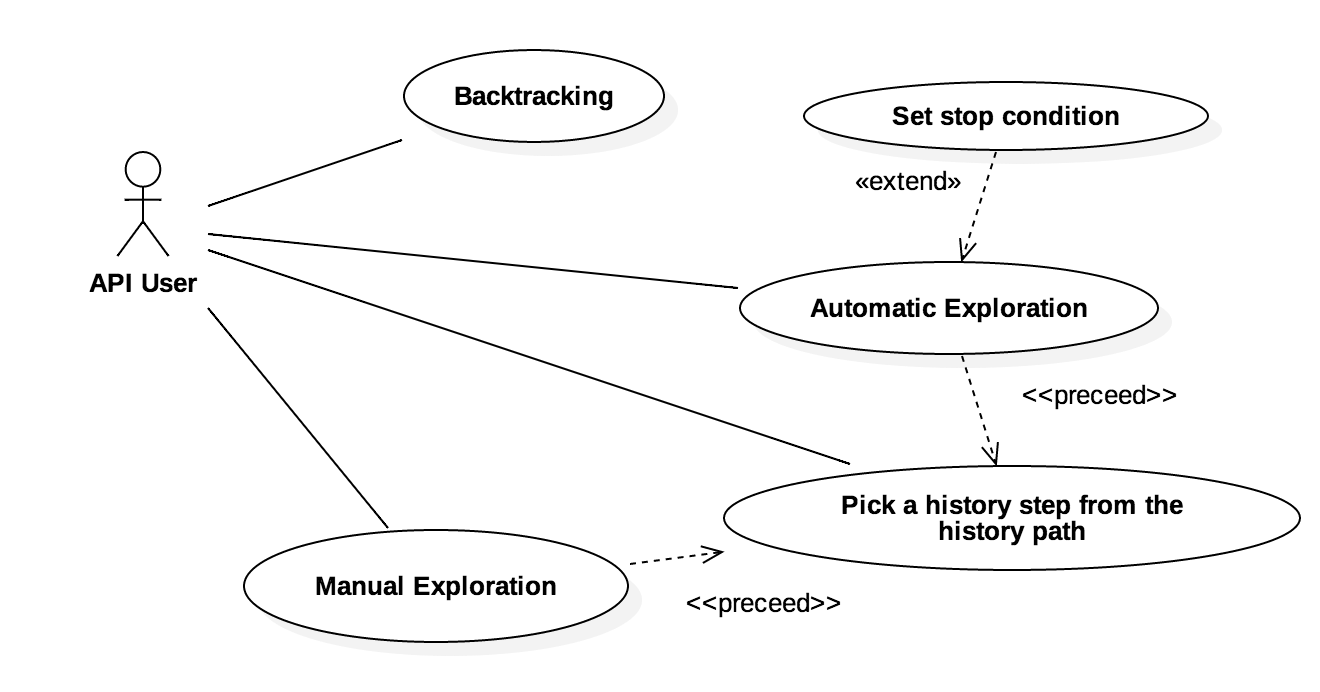 Backtracking
Set stop condition
«extend»
API User
Automatic Exploration
<<preceed>>
Pick a history step from the
history path
Manual Exploration
<<preceed>>